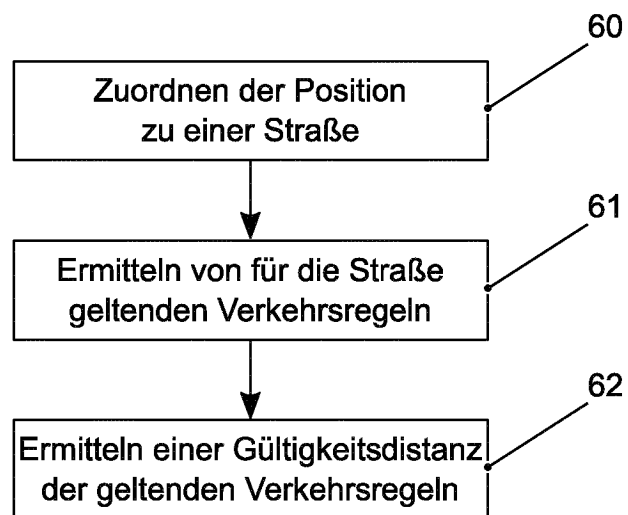 60
Zuordnen der Position
zu einer Straße
61
Ermitteln von für die Straße
geltenden Verkehrsregeln
62
Ermitteln einer Gültigkeitsdistanz
der geltenden Verkehrsregeln